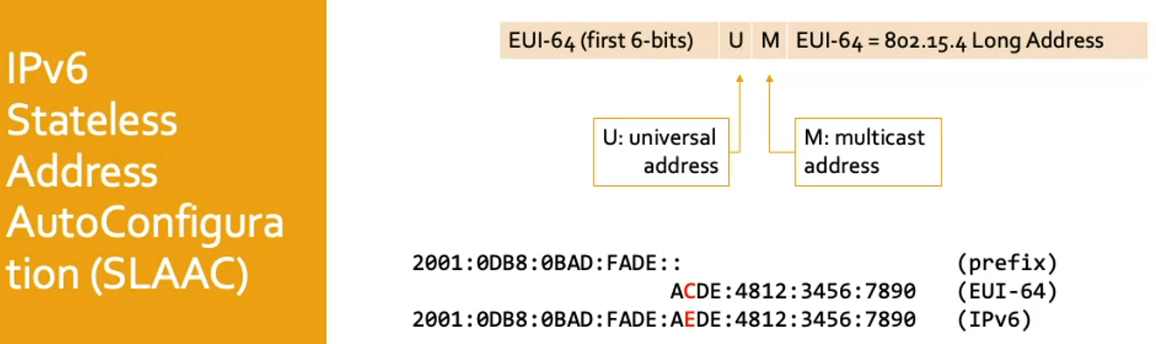 IPv6
Stateless
Address
AutoConfigura
tion (SLAAC)
EUI-64 (first 6-bits) U M EUI-64 = 802.15.4 Long Address
U: universal
address
M: multicast
address
2001:0DB8:0BAD:FADE:: (prefix)
ACDE:4812:3456:7890 (EUI-64)
2001:0DB8:0BAD:FADE:AEDE:4812:3456:7890 (IPv6)